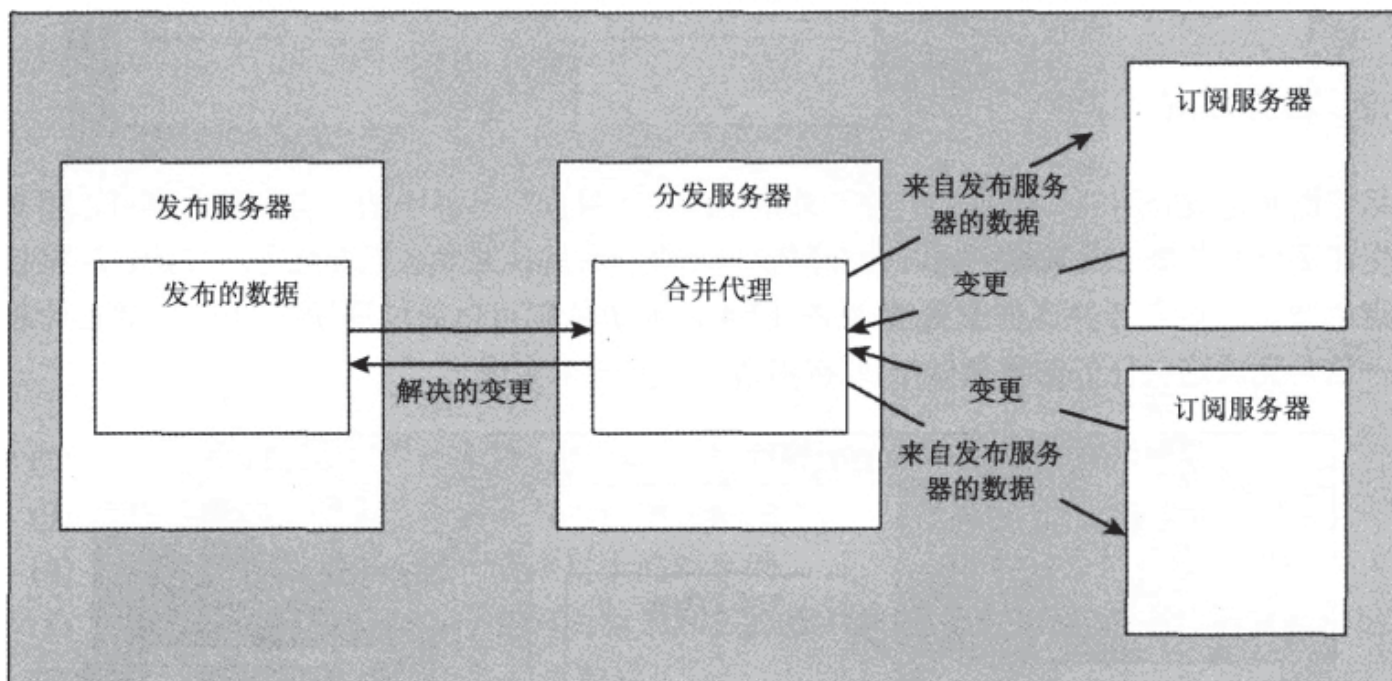 发布服务器
发布的数据
解决的变更
分发服务器
合并代理
来自发布服务
器的数据
变更
变更
来自发布服务
器的数据
订阅服务器
订阅服务器